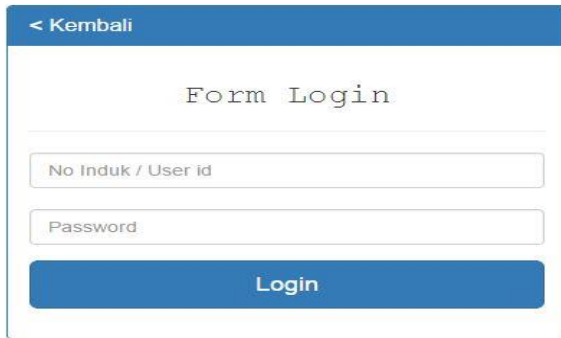 < Kembali
Form Login
No Induk / User id
Password
Login